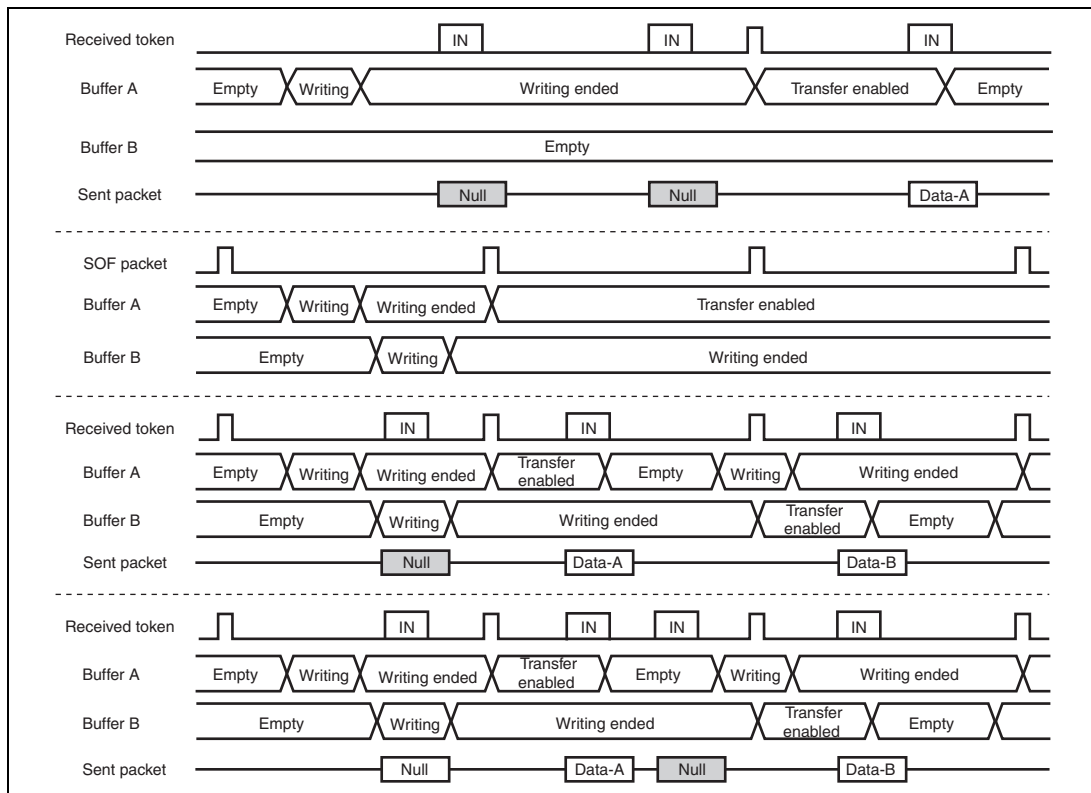 Received token IN IN IN
Buffer A Empty Writing Writing ended Transfer enabled Empty
Buffer B Empty
Sent packet Null Null Data-A
SOF packet
Buffer A Empty Writing Writing ended Transfer enabled
Buffer B Empty Writing Writing ended
Received token IN IN IN
Buffer A Empty Writing Writing ended Transfer enabled Empty Writing Writing ended
Buffer B Empty Writing Writing ended Transfer enabled Empty
Sent packet Null Data-A Data-B
Received token IN IN IN IN
Buffer A Empty Writing Writing ended Transfer enabled Empty Writing Writing ended
Buffer B Empty Writing Writing ended Transfer enabled Empty
Sent packet Null Data-A Null Data-B